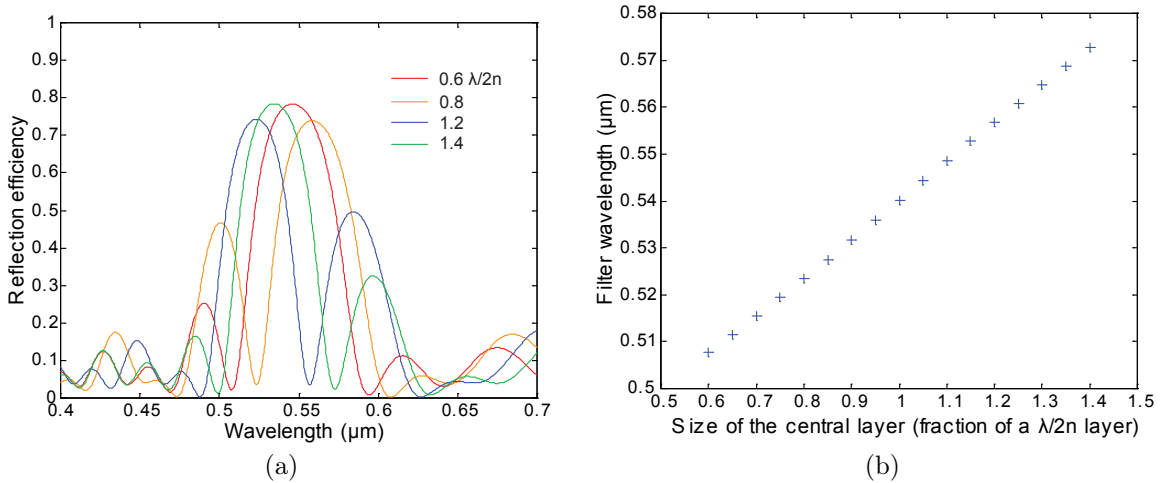 1
0.9
0.8
0.7
0.6
0.5
0.4
0.3
0.2
0.1
0
0.4 0.45 0.5 0.55 0.6 0.65 0.7
Reflection efficiency
Wavelength (µm)
0.6 λ/2n
0.8
1.2
1.4
(a)
0.58
0.57
0.56
0.55
0.54
0.53
0.52
0.51
0.5
0.5 0.6 0.7 0.8 0.9 1.0 1.1 1.2 1.3 1.4 1.5
Filter wavelength (µm)
Size of the central layer (fraction of a λ/2n layer)
(b)